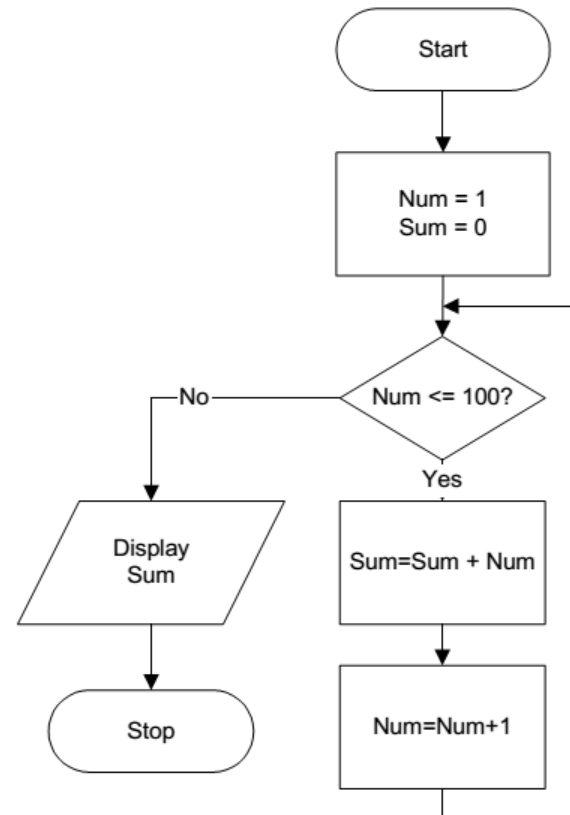 Start
Num = 1
Sum = 0
Num <= 100?
No
Yes
Display
Sum
Sum=Sum + Num
Stop
Num=Num+1